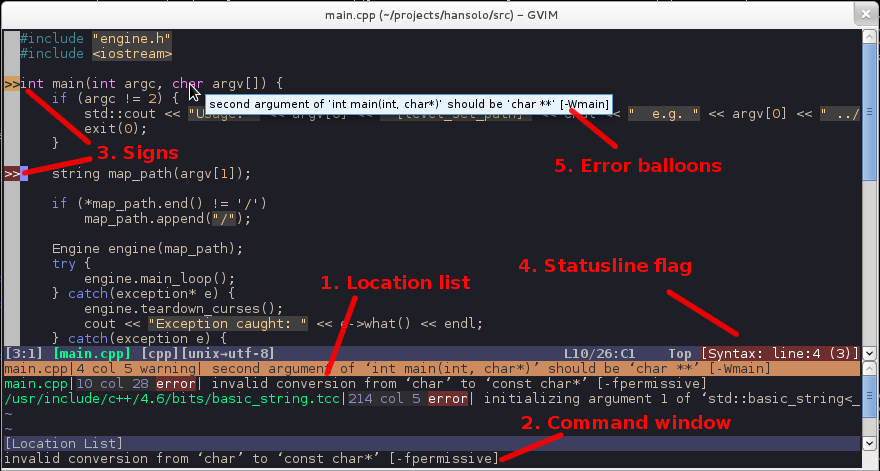 main.cpp (~/projects/hansolo/src) - GVIM
#include "engine.h"
#include <iostream>
>>int main(int argc, char argv[]) {
if (argc != 2) {
second argument of 'int main(int, char*)' should be 'char **' [-Wmain]
std::cout << "Usage: " << argv[0] << " [level_set_path]" << endl << " e.g. " << argv[0] << " ../
exit(0);
}
3. Signs
5. Error balloons
>> string map_path(argv[1]);
if (*map_path.end() != '/')
map_path.append("/");
Engine engine(map_path);
try {
4. Statusline flag
engine.main_loop();
1. Location list
} catch(exception* e) {
engine.teardown_curses();
cout << "Exception caught: " << e->what() << endl;
} catch(exception e) {
[3:1] [main.cpp] [cpp][unix→utf-8] L10/26:C1 Top [Syntax: line:4 (3)]
main.cpp|4 col 5 warning| second argument of ‘int main(int, char*)’ should be ‘char **’ [-Wmain]
main.cpp|10 col 28 error| invalid conversion from ‘char’ to ‘const char*’ [-fpermissive]
/usr/include/c++/4.6/bits/basic_string.tcc|214 col 5 error| initializing argument 1 of ‘std::basic_string<_
~
2. Command window
~
[Location List]
invalid conversion from ‘char’ to ‘const char*’ [-fpermissive]